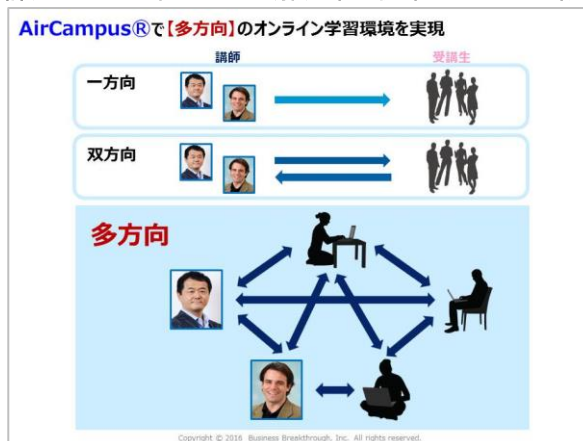 AirCampus®で【多方向】のオンライン学習環境を実現
講師
受講生
一方向
双方向
多方向
Copyright © 2016 Business Breakthrough, Inc. All rights reserved.